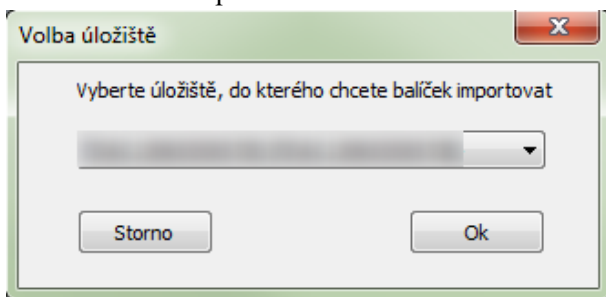 Volba úložiště
Vyberte úložiště, do kterého chcete balíček importovat
Storno
Ok